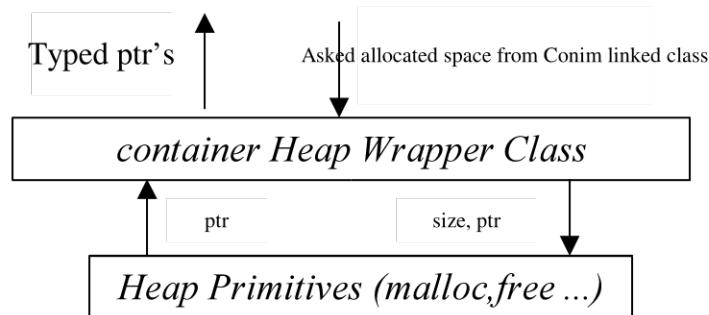 Typed ptr's
Asked allocated space from Conim linked class
container Heap Wrapper Class
ptr
size, ptr
Heap Primitives (malloc,free ...)